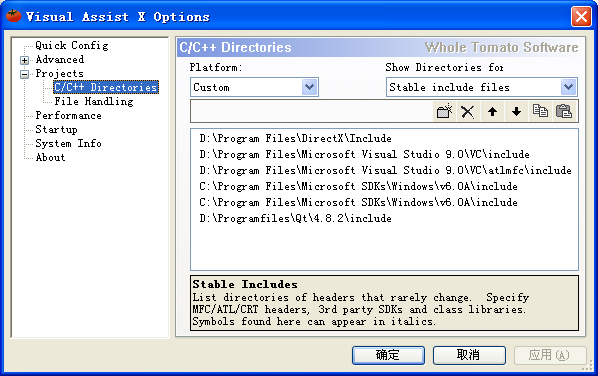 Visual Assist X Options
Quick Config
Advanced
Projects
C/C++ Directories
File Handling
Performance
Startup
System Info
About
C/C++ Directories Whole Tomato Software
Platform: Show Directories for
Custom Stable include files
D:\Program Files\DirectX\Include
D:\Program Files\Microsoft Visual Studio 9.0\VC\include
D:\Program Files\Microsoft Visual Studio 9.0\VC\atlmfc\include
C:\Program Files\Microsoft SDKs\Windows\v6.0A\include
C:\Program Files\Microsoft SDKs\Windows\v6.0A\include
D:\Programfiles\Qt\4.8.2\include
Stable Includes
List directories of headers that rarely change. Specify
MFC/ATL/CRT headers, 3rd party SDKs and class libraries.
Symbols found here can appear in italics.
确定 取消 应用(A)